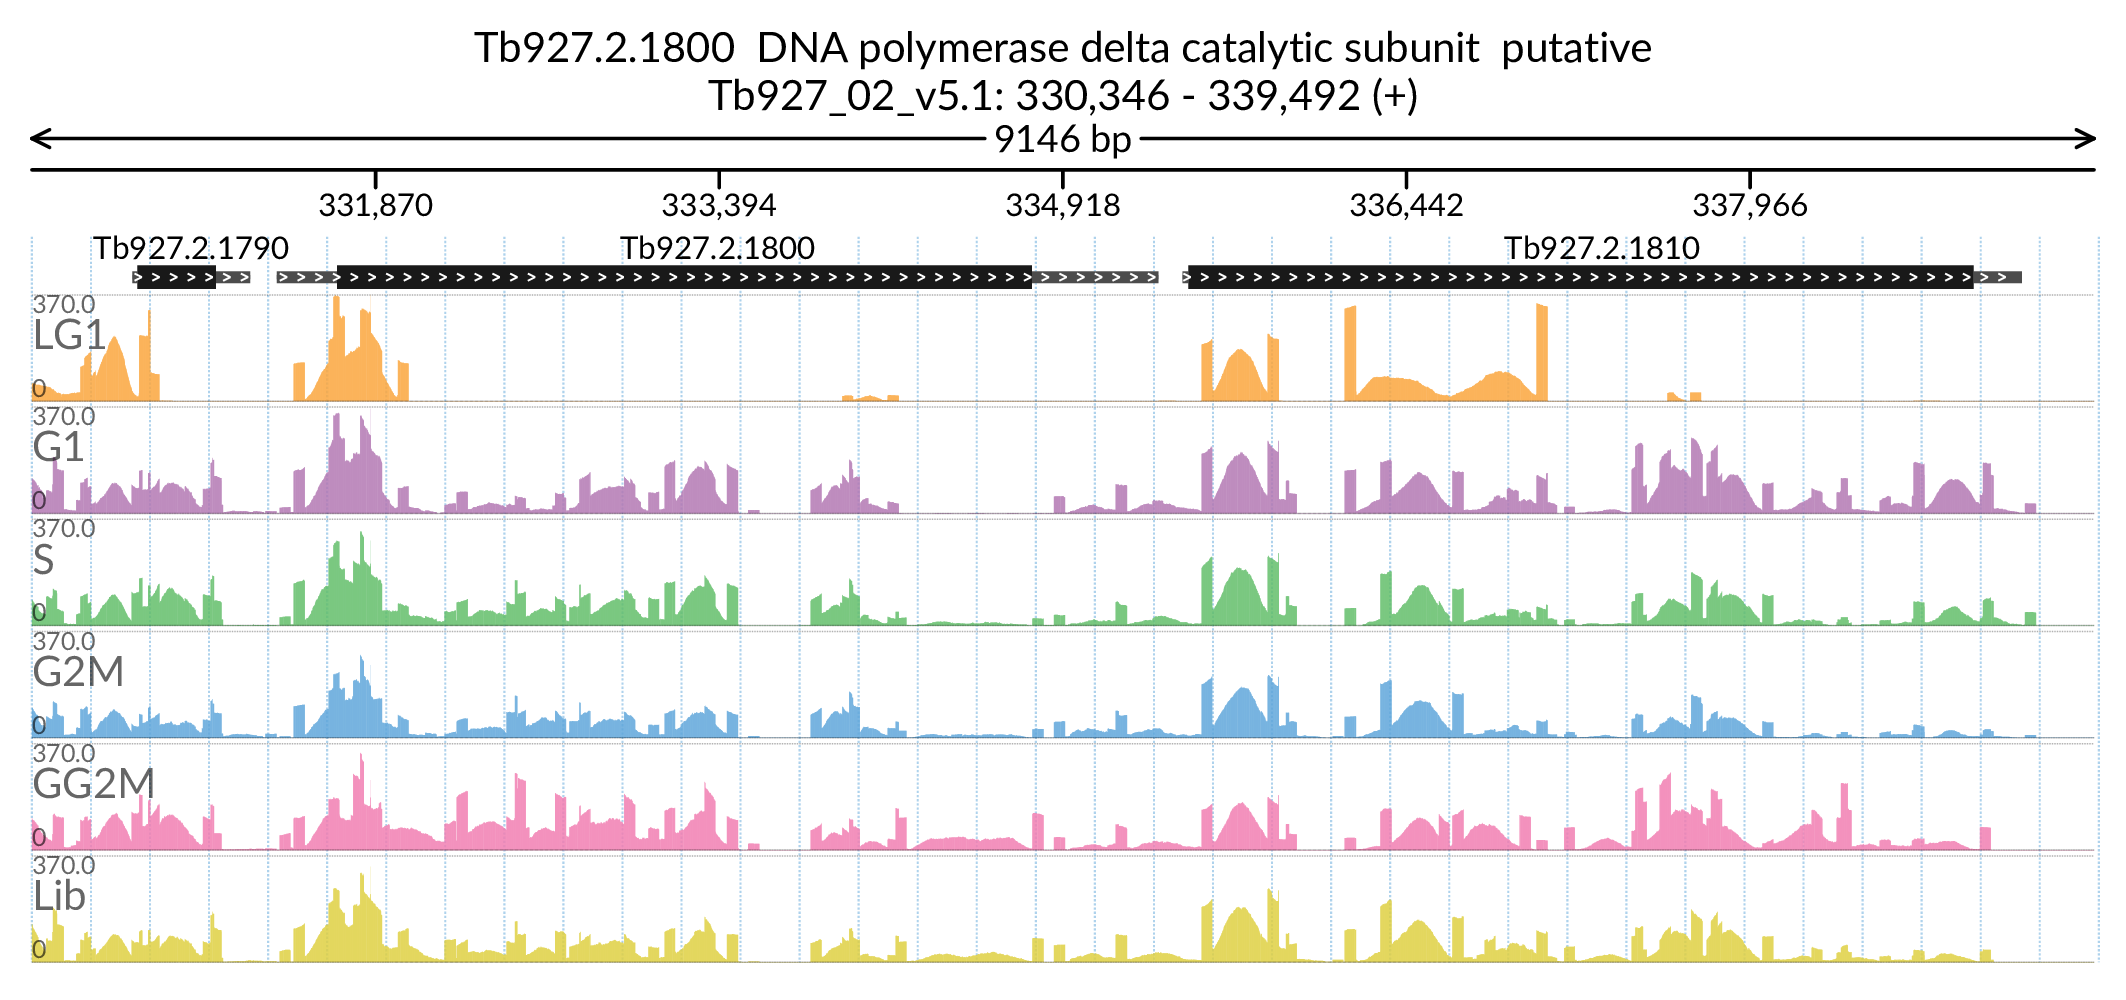 Tb927.2.1800  DNA polymerase delta catalytic subunit  putative
Tb927_02_v5.1: 330,346 - 339,492 (+)
9146 bp
331,870 333,394 334,918 336,442 337,966
Tb927.2.1790 Tb927.2.1800 Tb927.2.1810
370.0
LG1
0
370.0
G1
0
370.0
S
0
370.0
G2M
0
370.0
GG2M
0
370.0
Lib
0